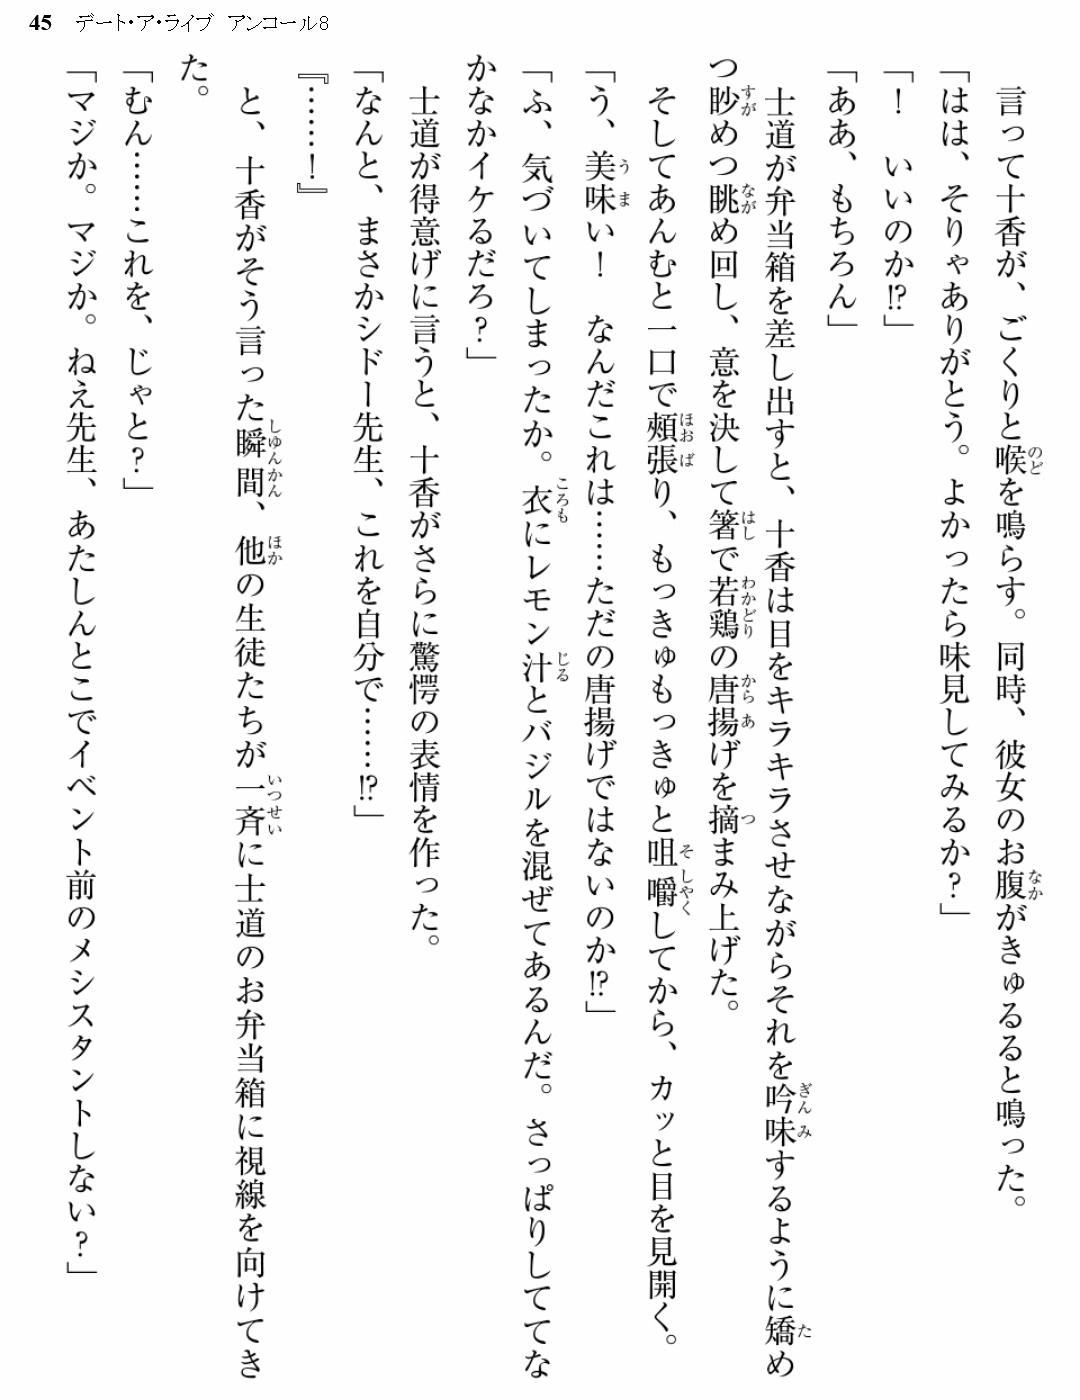 45 デート・ア・ライブ アンコール8
言って十香が、ごくりと喉を鳴らす。同時、彼女のお腹がきゅるると鳴った。
「はは、そりゃありがとう。よかったら味見してみるか?」
「! いいのか!?」
「ああ、もちろん」
士道が弁当箱を差し出すと、十香は目をキラキラさせながらそれを吟味するように矯め
つ眇めつ眺め回し、意を決して箸で若鶏の唐揚げを摘まみ上げた。
そしてあんむと一口で頬張り、もっきゅもっきゅと咀嚼してから、カッと目を見開く。
「う、美味い! なんだこれは……ただの唐揚げではないのか!?」
「ふ、気づいてしまったか。衣にレモン汁とバジルを混ぜてあるんだ。さっぱりしててな
かなかイケるだろ?」
士道が得意げに言うと、十香がさらに驚愕の表情を作った。
「なんと、まさかシドー先生、これを自分で……!?」
『……!』
と、十香がそう言った瞬間、他の生徒たちが一斉に士道のお弁当箱に視線を向けてき
た。
「むん……これを、じゃと?」
「マジか。マジか。ねえ先生、あたしんとこでイベント前のメシスタントしない?」